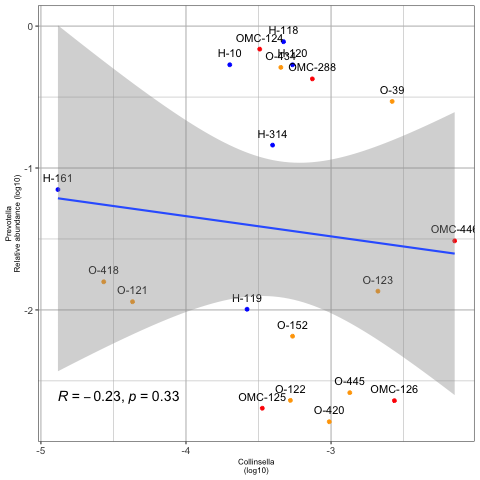 0
-1
-2
Prevotella
Relative abundance (log10)
H-118
OMC-124
H-10
O-434
H-120
OMC-288
O-39
H-314
H-161
OMC-446
O-418
O-121
O-123
H-119
O-152
O-445
O-122
OMC-125
OMC-126
O-420
R = −0.23, p = 0.33
-5
-4
-3
Collinsella
(log10)